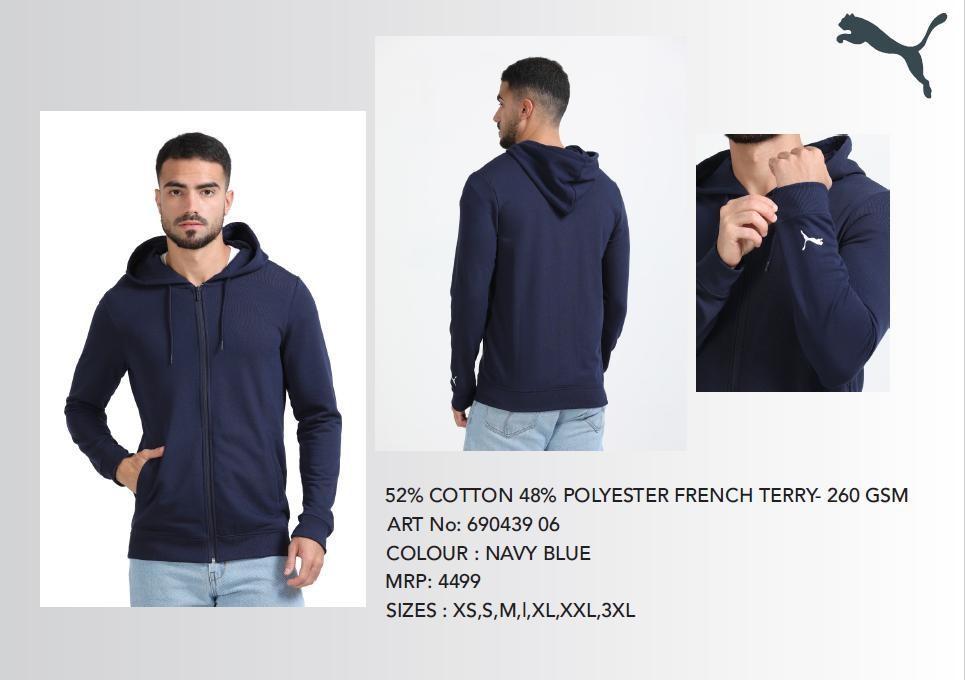 52% COTTON 48% POLYESTER FRENCH TERRY- 260 GSM
ART No: 690439 06
COLOUR : NAVY BLUE
MRP: 4499
SIZES : XS,S,M,l,XL,XXL,3XL